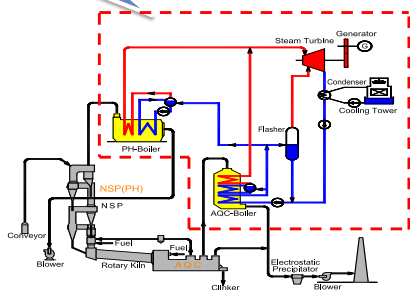 Generator
Steam Turbine
G
Condenser
Cooling Tower
Flasher
PH-Boiler
AQC-Boiler
NSP(PH)
NSP
Conveyor
Fuel
Fuel
Blower
Rotary Kiln
AQC
Clinker
Electrostatic
Precipitator
Blower